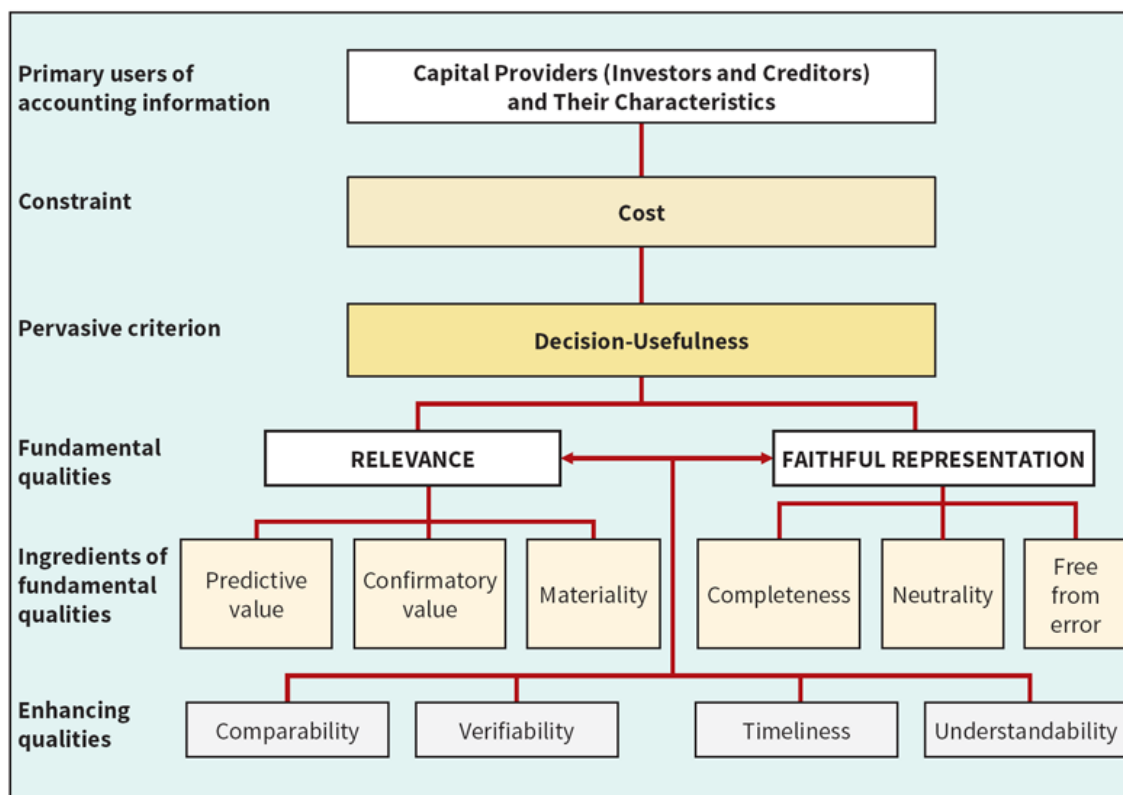 Primary users of
accounting information
Capital Providers (Investors and Creditors)
and Their Characteristics
Constraint
Cost
Pervasive criterion
Decision-Usefulness
Fundamental
qualities
RELEVANCE
FAITHFUL REPRESENTATION
Ingredients of
fundamental
qualities
Predictive
value
Confirmatory
value
Materiality
Completeness
Neutrality
Free
from
error
Enhancing
qualities
Comparability
Verifiability
Timeliness
Understandability